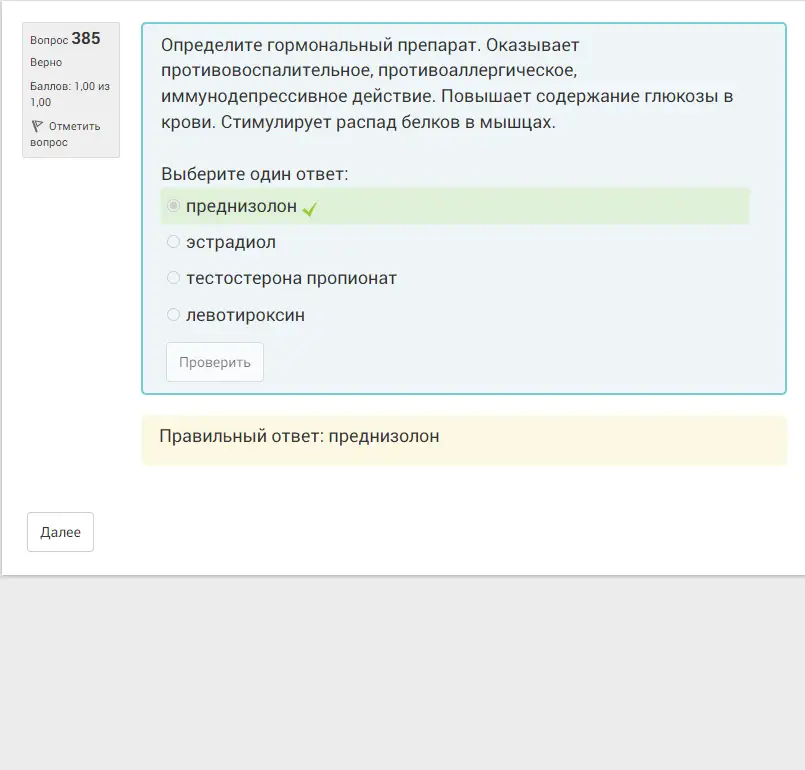 Вопрос 385
Верно
Баллов: 1,00 из
1,00
Отметить
вопрос
Определите гормональный препарат. Оказывает
противовоспалительное, противоаллергическое,
иммунодепрессивное действие. Повышает содержание глюкозы в
крови. Стимулирует распад белков в мышцах.
Выберите один ответ:
преднизолон
эстрадиол
тестостерона пропионат
левотироксин
Проверить
Правильный ответ: преднизолон
Далее